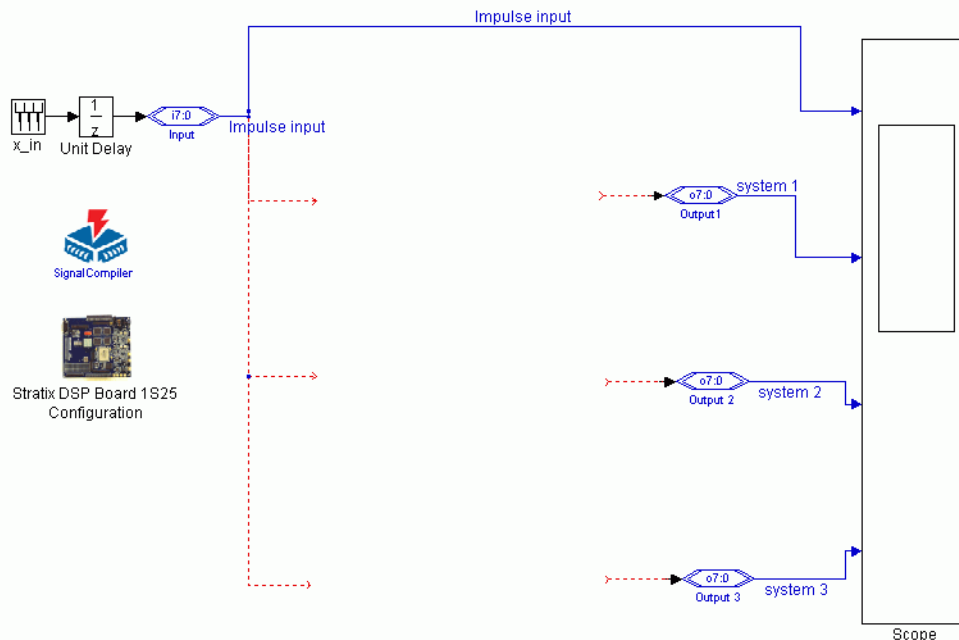 Impulse input
i7:0
Input
Impulse input
x_in
1
z
Unit Delay
o7:0
Output1
system 1
SignalCompiler
Stratix DSP Board 1S25
Configuration
o7:0
Output 2
system 2
o7:0
Output 3
system 3
Scope